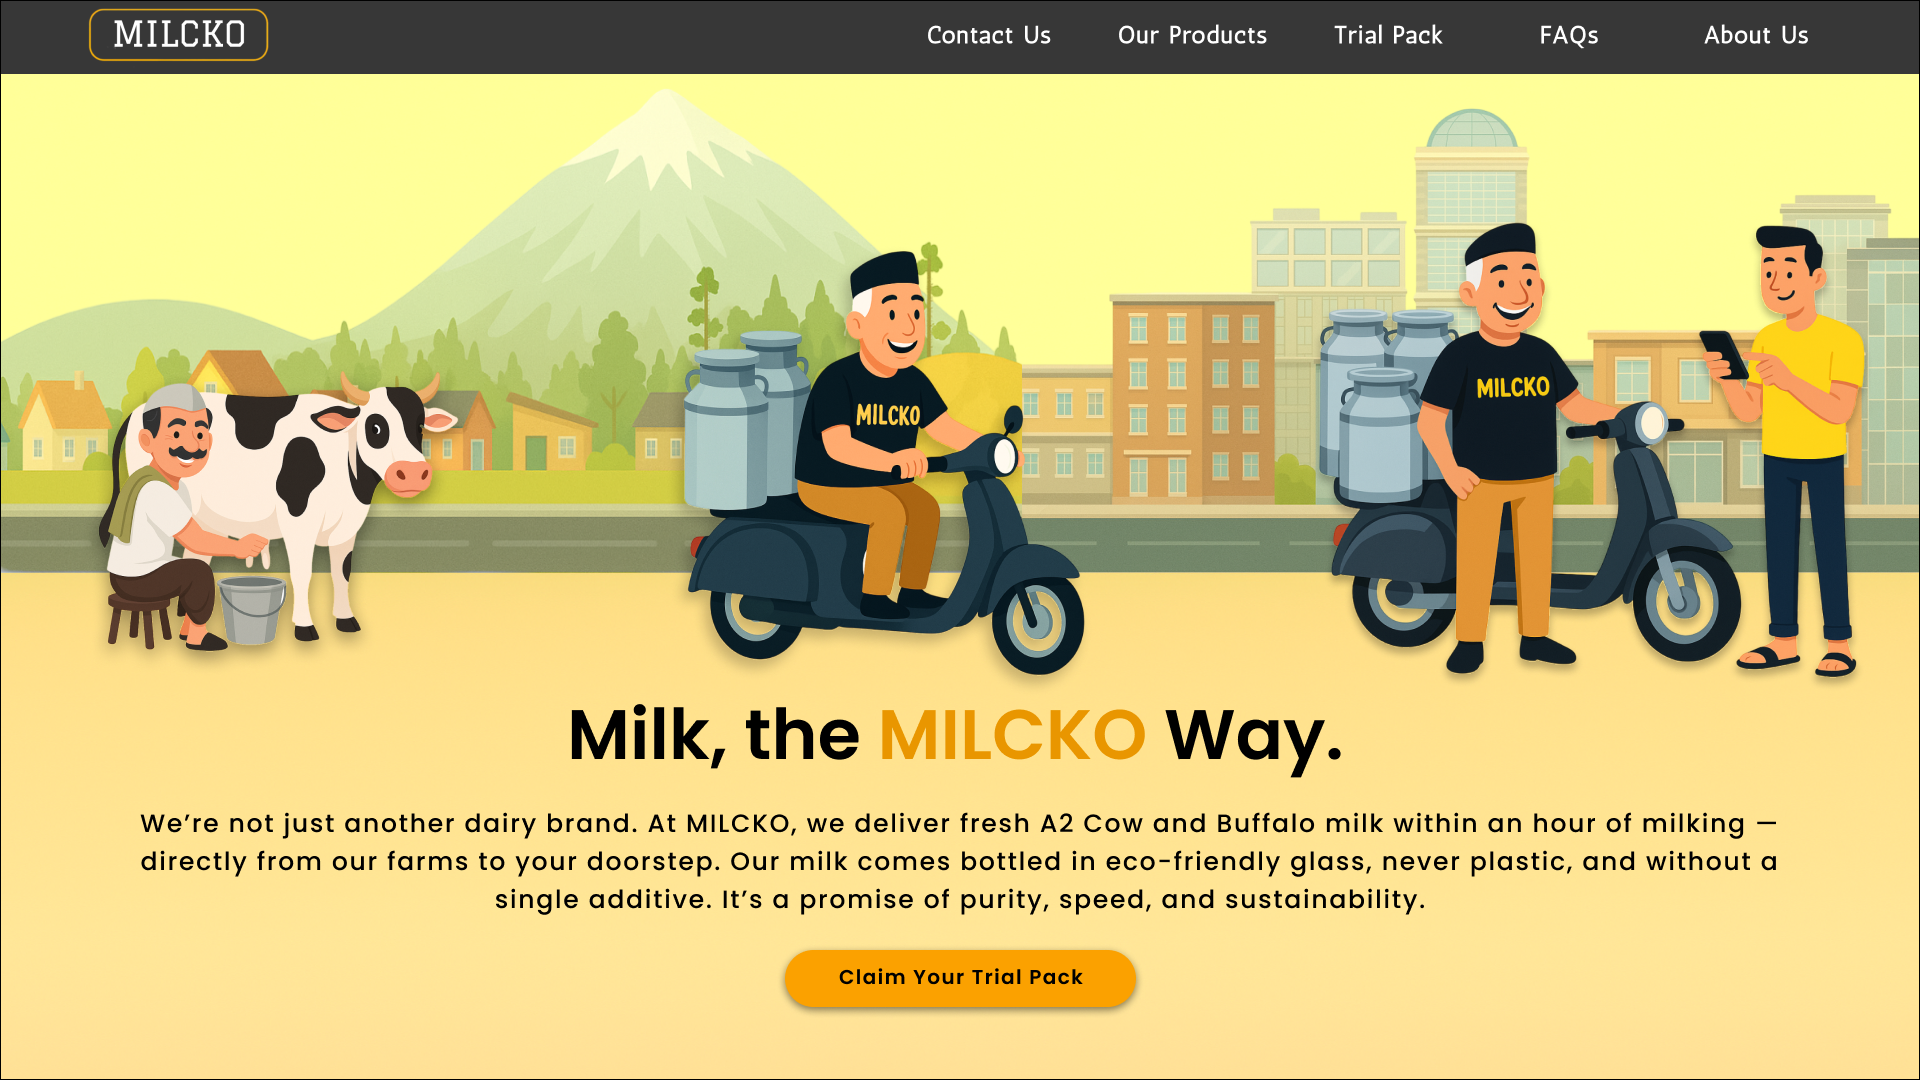 MILCKO
Contact Us
Our Products
Trial Pack
FAQs
About Us
MILCKO
MILCKO
Milk, the MILCKO Way.
We’re not just another dairy brand. At MILCKO, we deliver fresh A2 Cow and Buffalo milk within an hour of milking —
directly from our farms to your doorstep. Our milk comes bottled in eco-friendly glass, never plastic, and without a
single additive. It’s a promise of purity, speed, and sustainability.
Claim Your Trial Pack